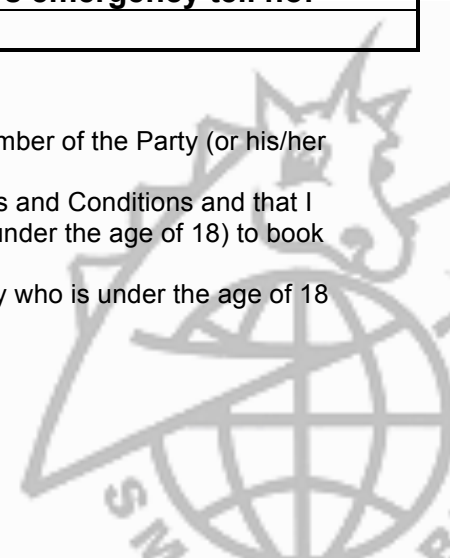 emergency tell no.
mber of the Party (or his/her
s and Conditions and that I
under the age of 18) to book
y who is under the age of 18
S M